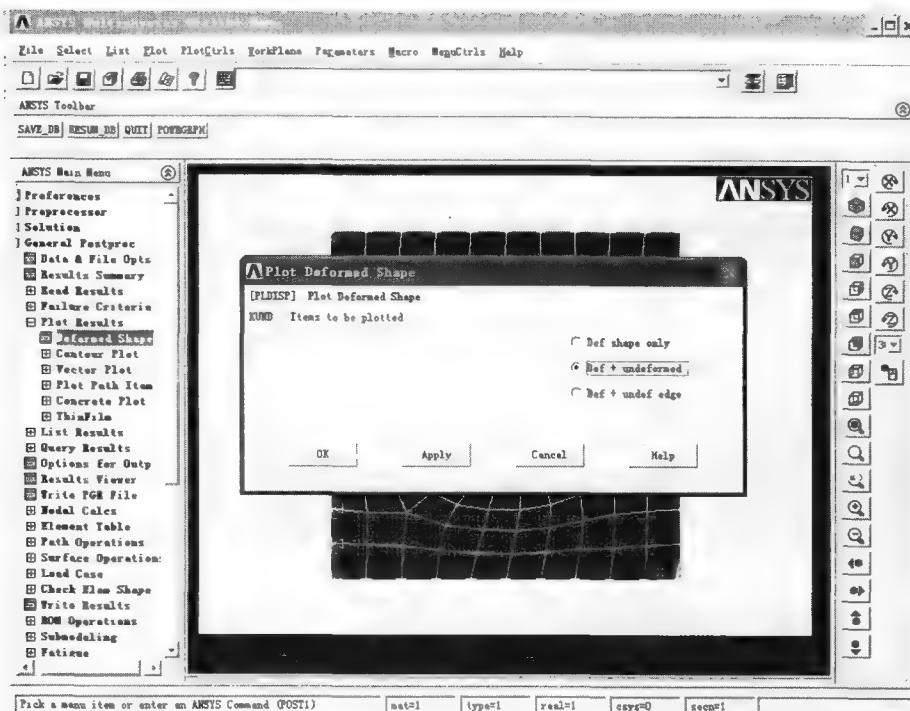 ANSYS
File Select List Plot PlotCtrls WorkPlane Parameters Macro MenuCtrls Help
ANSYS Toolbar
SAVE_DB RESUM_DB QUIT POWRGRPH
ANSYS Main Menu
Preferences
Preprocessor
Solution
General Postproc
Data & File Opts
Results Summary
Read Results
Failure Criteria
Plot Results
Deformed Shape
Contour Plot
Vector Plot
Plot Path Item
Concrete Plot
ThinFilm
List Results
Query Results
Options for Outp
Results Viewer
Write PGR File
Nodal Calcs
Element Table
Path Operations
Surface Operation:
Load Case
Check Elem Shape
Write Results
ROM Operations
Submodeling
Fatigue
ANSYS
Plot Deformed Shape
[PLDISP] Plot Deformed Shape
KUND Items to be plotted
Def shape only
Def + undeformed
Def + undef edge
OK Apply Cancel Help
1
3
Pick a menu item or enter an ANSYS Command (POST1)
mat=1 type=1 real=1 csys=0 secn=1